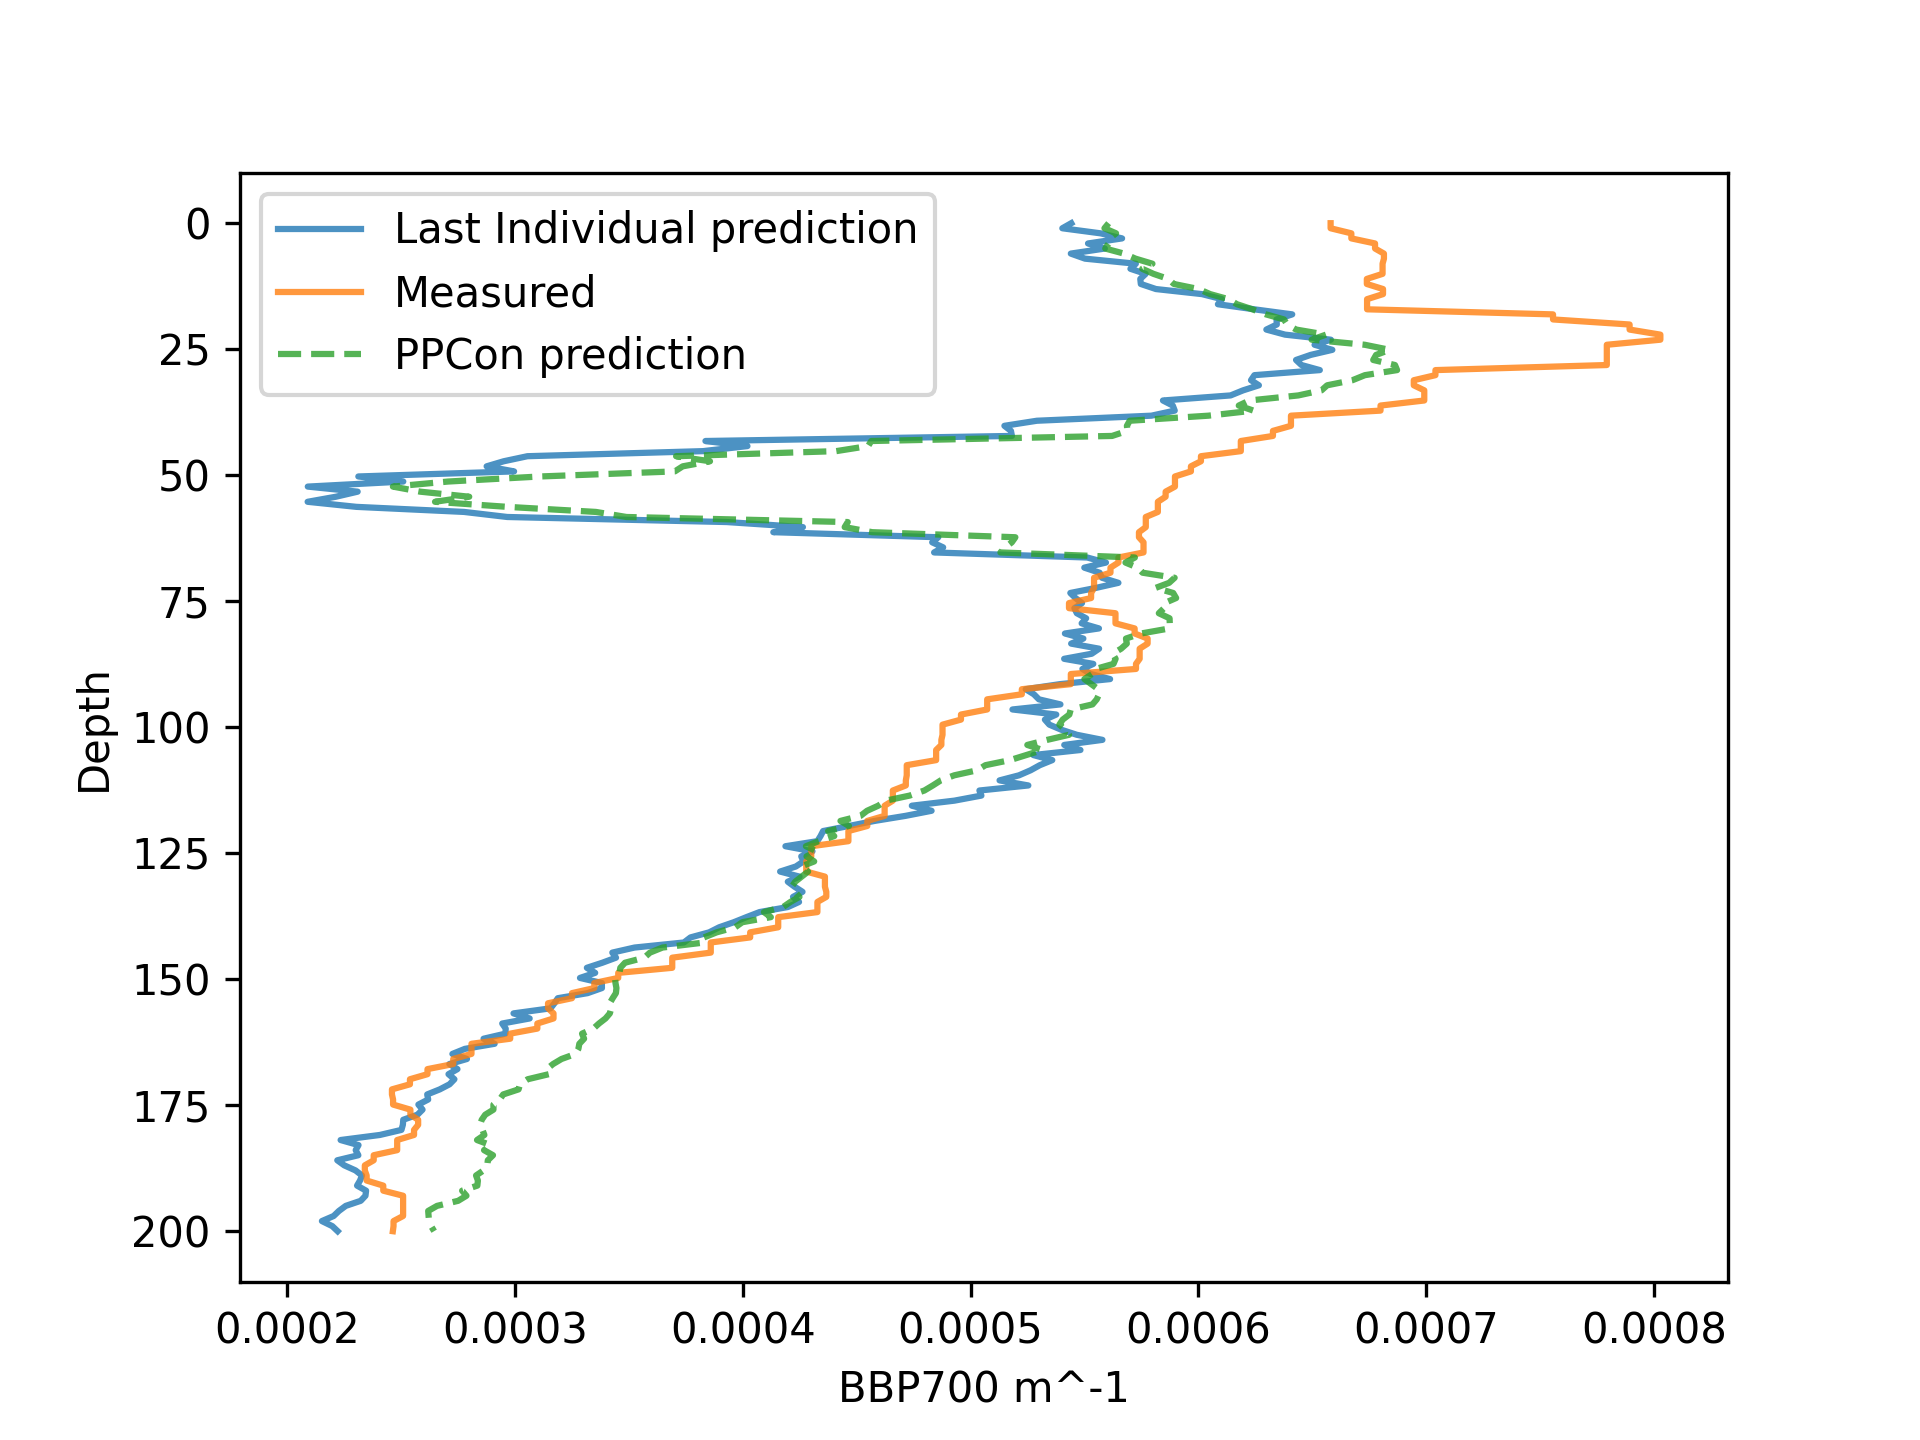 Last Individual prediction
Measured
PPCon prediction
0
25
50
75
100
125
150
175
200
Depth
0.0002 0.0003 0.0004 0.0005 0.0006 0.0007 0.0008
BBP700 m^-1